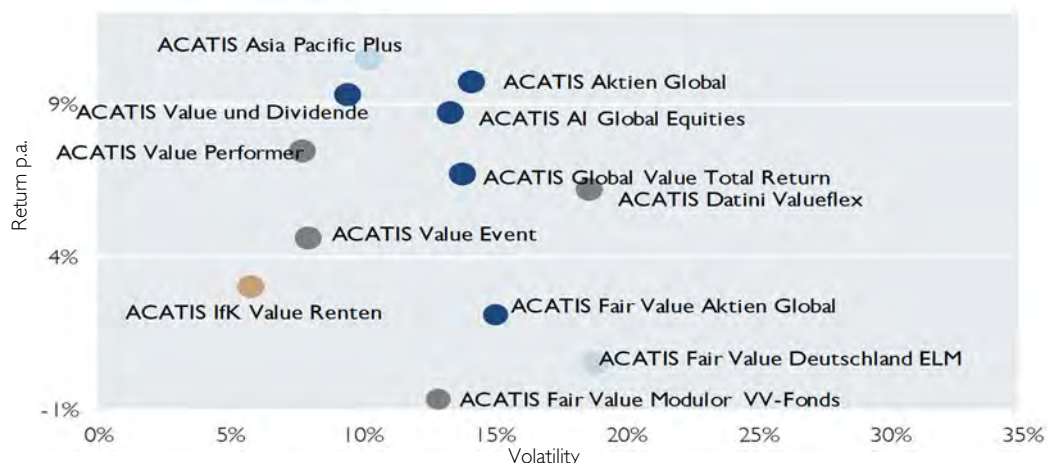 ACATIS Asia Pacific Plus
ACATIS Aktien Global
9%
ACATIS Value und Dividende
ACATIS AI Global Equities
ACATIS Value Performer
ACATIS Global Value Total Return
ACATIS Datini Valueflex
Return p.a.
ACATIS Value Event
4%
ACATIS Fair Value Aktien Global
ACATIS IfK Value Renten
ACATIS Fair Value Deutschland ELM
ACATIS Fair Value Modulor VV-Fonds
-1%
0% 5% 10% 15% 20% 25% 30% 35%
Volatility